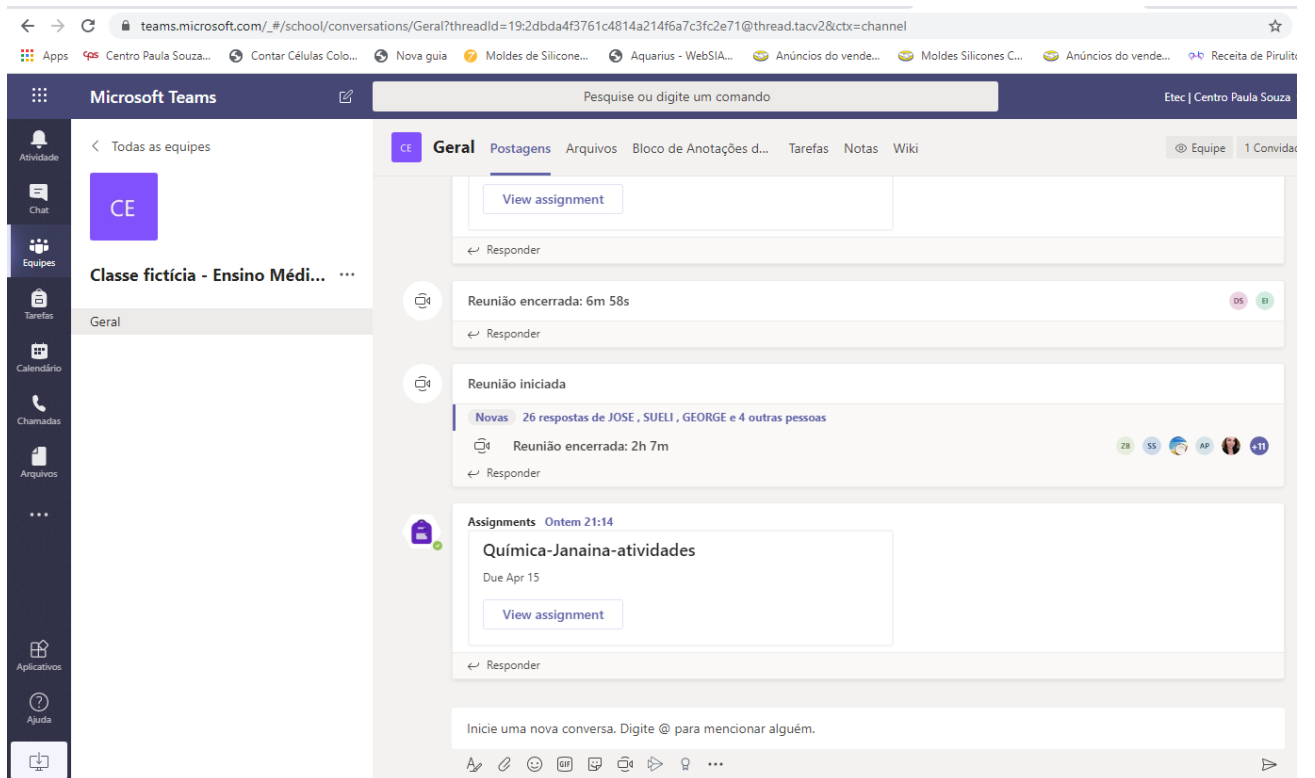 teams.microsoft.com/_#/school/conversations/Geral?threadId=19:2dbda4f3761c4814a214f6a7c3fc2e71@thread.tacv2&ctx=channel
Apps Centro Paula Souza... Contar Células Colo... Nova guia Moldes de Silicone... Aquarius - WebSIA... Anúncios do vende... Moldes Silicones C... Anúncios do vende... Receita de Pirulito
Microsoft Teams
Pesquise ou digite um comando
Etec | Centro Paula Souza
Atividade
Chat
Equipes
Tarefas
Calendário
Chamadas
Arquivos
Aplicativos
Ajuda
Todas as equipes
CE
Classe fictícia - Ensino Médi... ...
Geral
CE Geral Postagens Arquivos Bloco de Anotações d... Tarefas Notas Wiki
Equipe 1 Convidad
View assignment
Responder
Reunião encerrada: 6m 58s
DS EI
Responder
Reunião iniciada
Novas 26 respostas de JOSE , SUELI , GEORGE e 4 outras pessoas
Reunião encerrada: 2h 7m
ZB SS AP +11
Responder
Assignments Ontem 21:14
Química-Janaina-atividades
Due Apr 15
View assignment
Responder
Inicie uma nova conversa. Digite @ para mencionar alguém.
GIF